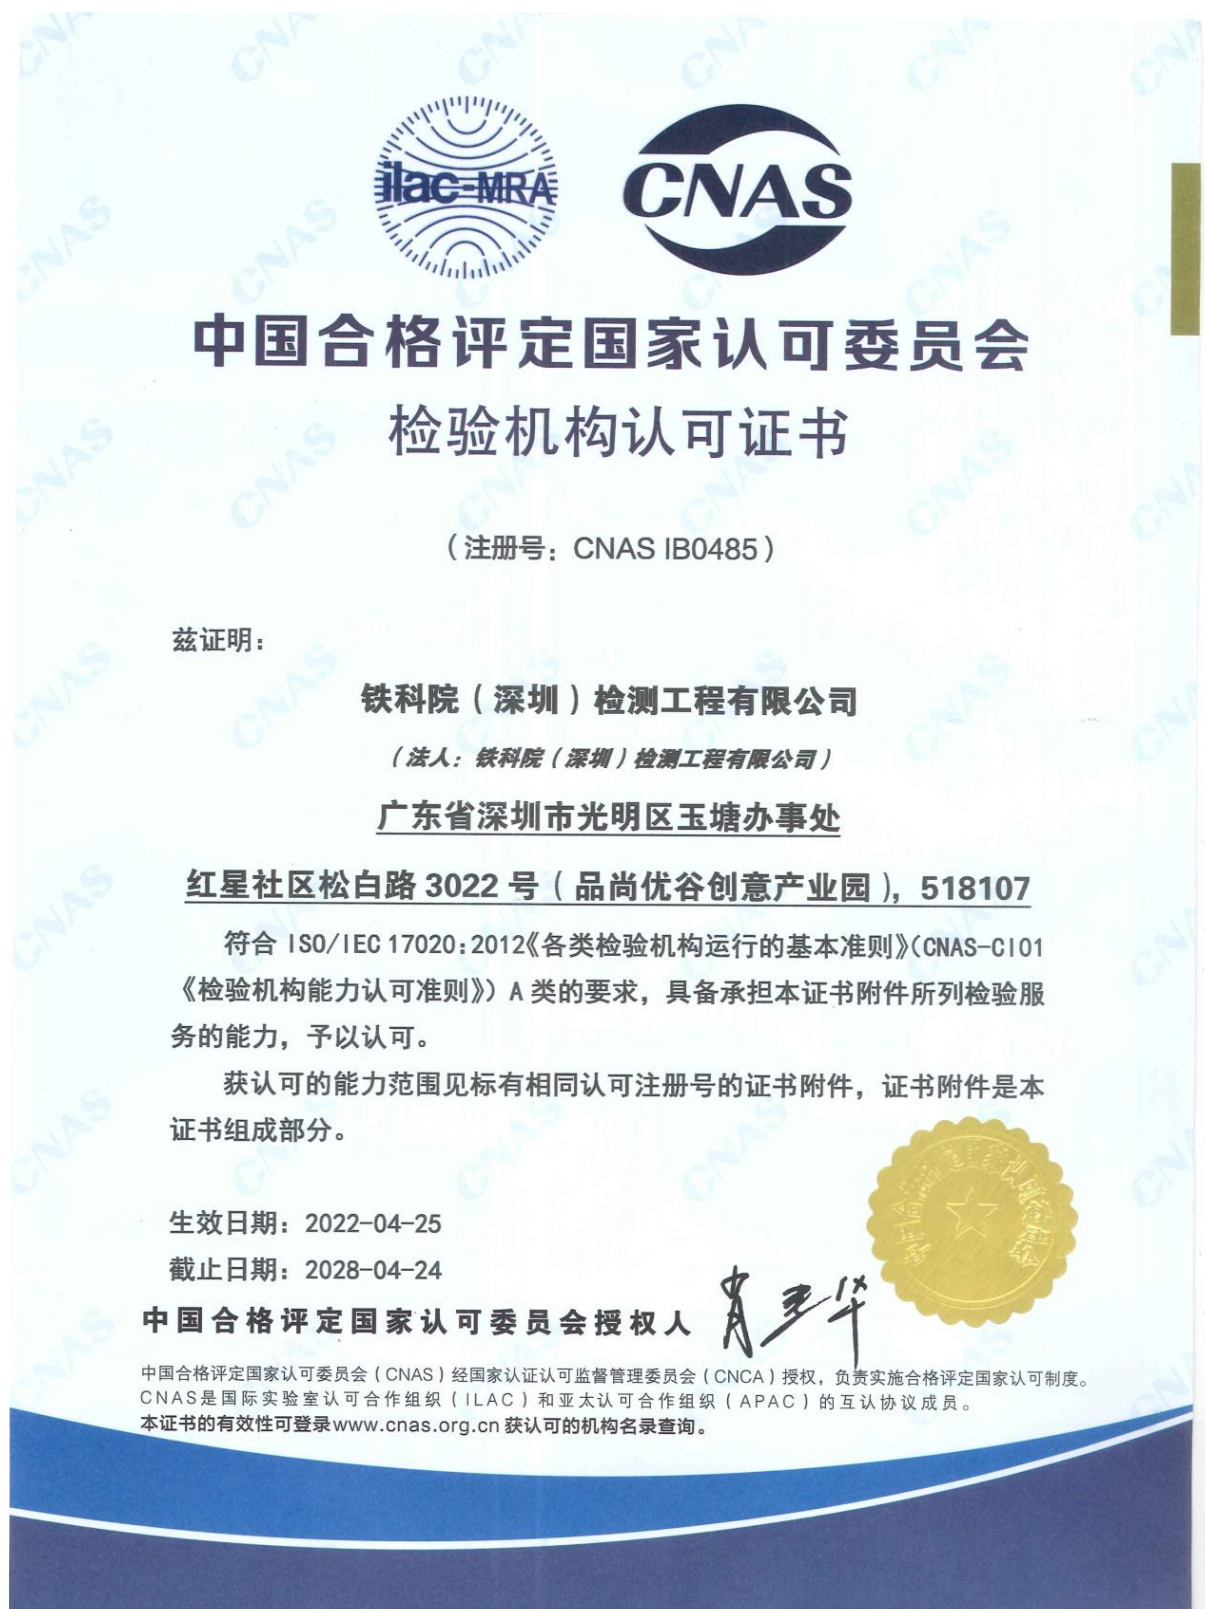 ilac-MRA
CNAS
中国合格评定国家认可委员会
检验机构认可证书
（注册号：CNAS IB0485）
兹证明：
铁科院（深圳）检测工程有限公司
（法人：铁科院（深圳）检测工程有限公司）
广东省深圳市光明区玉塘办事处
红星社区松白路 3022 号（品尚优谷创意产业园），518107
符合 ISO/IEC 17020:2012《各类检验机构运行的基本准则》（CNAS-CI01
《检验机构能力认可准则》）A 类的要求，具备承担本证书附件所列检验服
务的能力，予以认可。
获认可的能力范围见标有相同认可注册号的证书附件，证书附件是本
证书组成部分。
生效日期：2022-04-25
截止日期：2028-04-24
中国合格评定国家认可委员会授权人
中国合格评定国家认可委员会（CNAS）经国家认证认可监督管理委员会（CNCA）授权，负责实施合格评定国家认可制度。
CNAS是国际实验室认可合作组织（ILAC）和亚太认可合作组织（APAC）的互认协议成员。
本证书的有效性可登录www.cnas.org.cn获认可的机构名录查询。